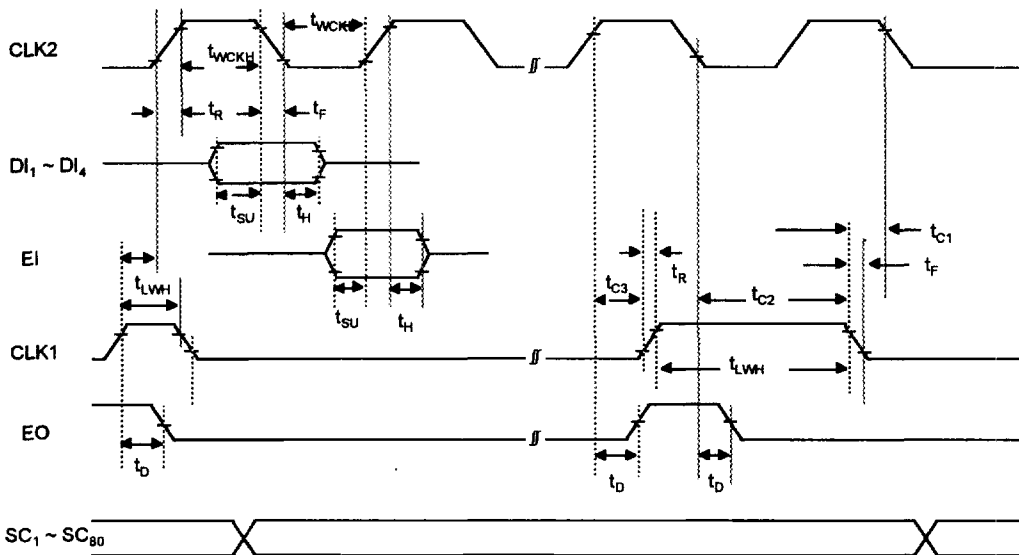 CLK2
tWCKH
tWCK
tR
tF
DI1 ~ DI4
tSU
tH
EI
tLWH
tSU
tH
tC1
tF
tR
tC3
tC2
CLK1
tLWH
EO
tD
tD
tD
SC1 ~ SC80